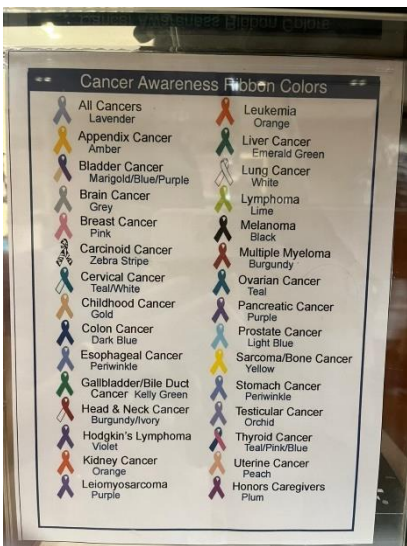 Cancer Awareness Ribbon Colors
All Cancers
Lavender
Appendix Cancer
Amber
Bladder Cancer
Marigold/Blue/Purple
Brain Cancer
Grey
Breast Cancer
Pink
Carcinoid Cancer
Zebra Stripe
Cervical Cancer
Teal/White
Childhood Cancer
Gold
Colon Cancer
Dark Blue
Esophageal Cancer
Periwinkle
Gallbladder/Bile Duct
Cancer Kelly Green
Head & Neck Cancer
Burgundy/Ivory
Hodgkin's Lymphoma
Violet
Kidney Cancer
Orange
Leiomyosarcoma
Purple
Leukemia
Orange
Liver Cancer
Emerald Green
Lung Cancer
White
Lymphoma
Lime
Melanoma
Black
Multiple Myeloma
Burgundy
Ovarian Cancer
Teal
Pancreatic Cancer
Purple
Prostate Cancer
Light Blue
Sarcoma/Bone Cancer
Yellow
Stomach Cancer
Periwinkle
Testicular Cancer
Orchid
Thyroid Cancer
Teal/Pink/Blue
Uterine Cancer
Peach
Honors Caregivers
Plum